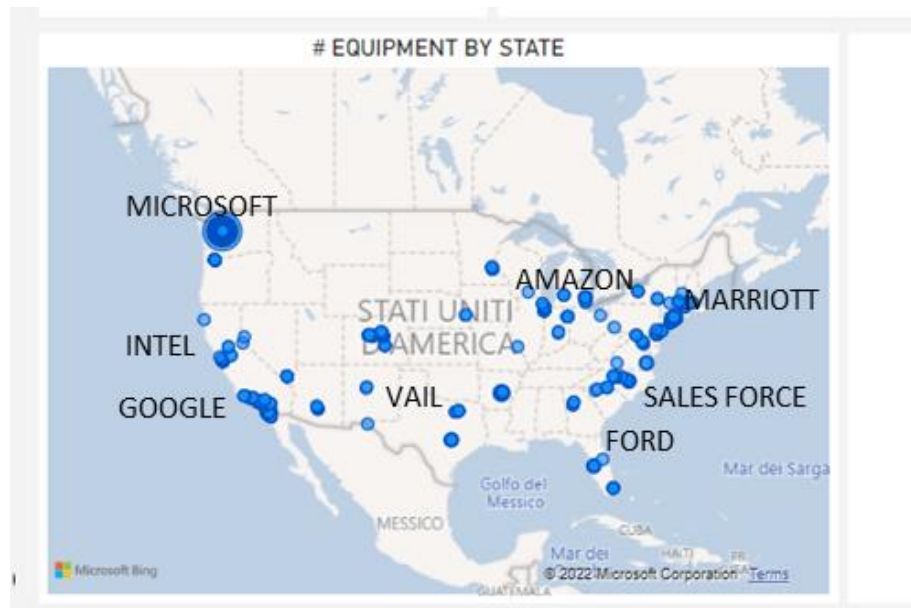 # EQUIPMENT BY STATE
MICROSOFT
AMAZON
MARRIOTT
STATI UNITI
D'AMERICA
INTEL
VAIL
GOOGLE
SALES FORCE
FORD
Mar dei Sarga
Golfo del
Messico
MESSICO
CUBA
Mar dei
HAITI
Microsoft Bing
© 2022 Microsoft Corporation Terms
GUATEMALA